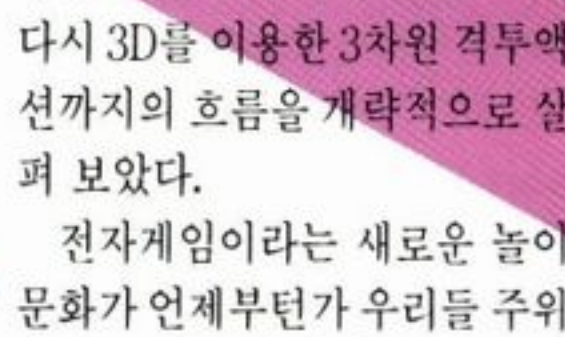 다시 3D를 이용한 3차원 격투액
션까지의 흐름을 개략적으로 살
펴 보았다.
전자게임이라는 새로운 놀이
문화가 언제부턴가 우리들 주위